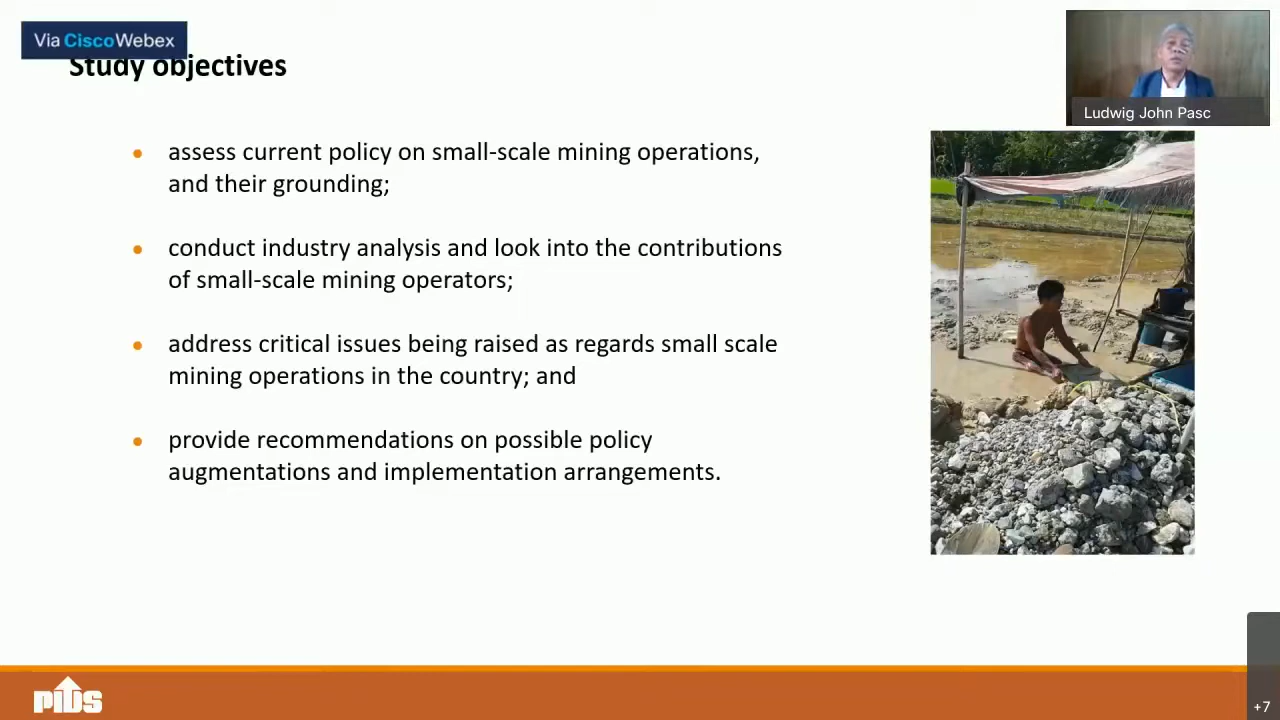 Via CiscoWebex
Study objectives
Ludwig John Pasc
assess current policy on small-scale mining operations,
and their grounding;
conduct industry analysis and look into the contributions
of small-scale mining operators;
address critical issues being raised as regards small scale
mining operations in the country; and
provide recommendations on possible policy
augmentations and implementation arrangements.
PIDS
+7